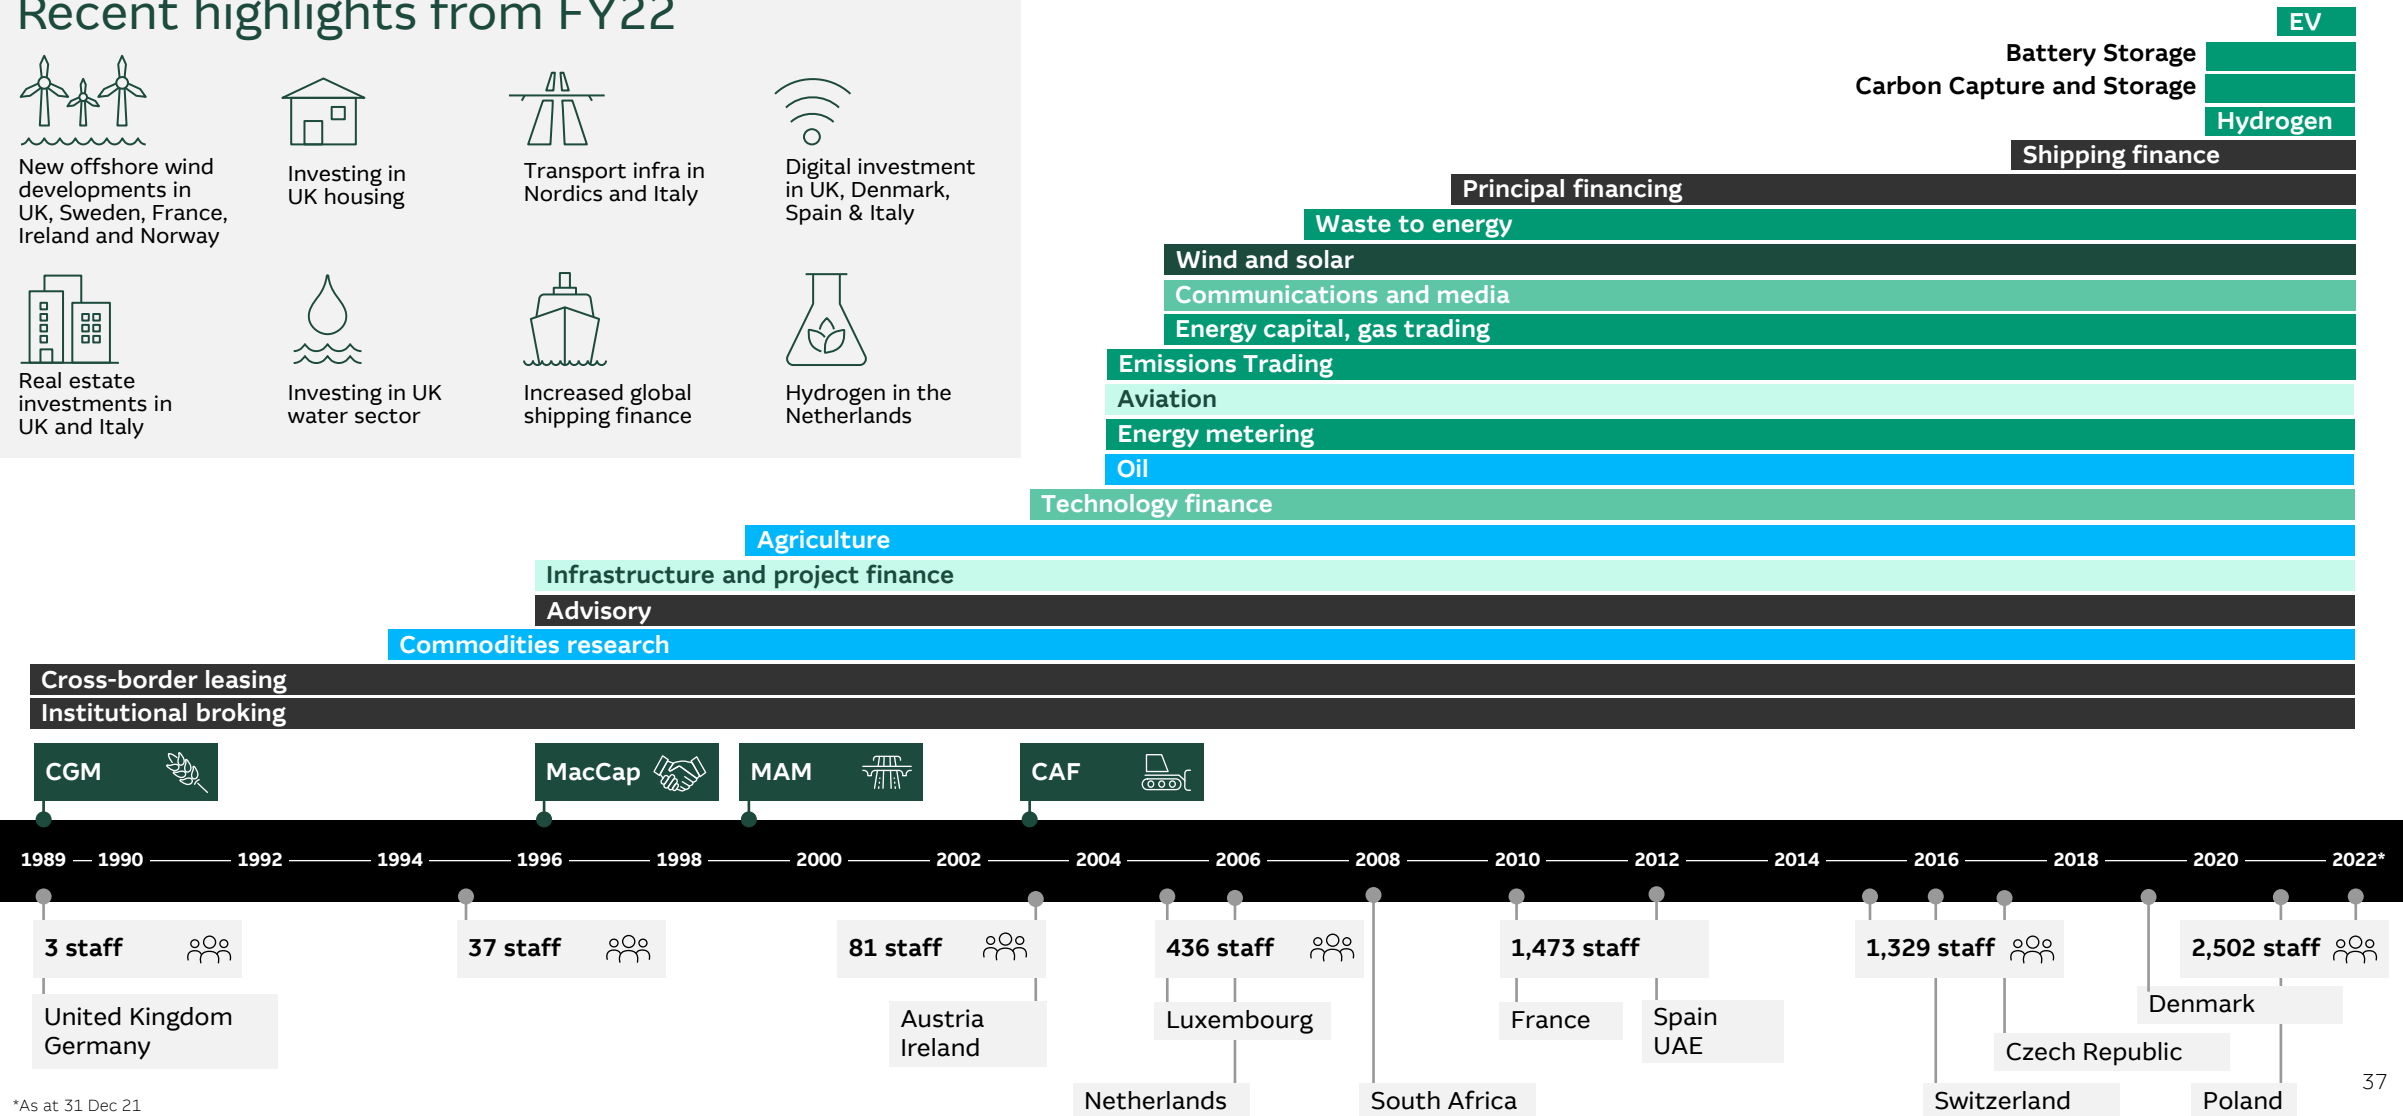 Recent highlights from FY22
New offshore wind
developments in
UK, Sweden, France,
Ireland and Norway
Investing in
UK housing
Transport infra in
Nordics and Italy
Digital investment
in UK, Denmark,
Spain & Italy
Real estate
investments in
UK and Italy
Investing in UK
water sector
Increased global
shipping finance
Hydrogen in the
Netherlands
EV
Battery Storage
Carbon Capture and Storage
Hydrogen
Shipping finance
Principal financing
Waste to energy
Wind and solar
Communications and media
Energy capital, gas trading
Emissions Trading
Aviation
Energy metering
Oil
Technology finance
Agriculture
Infrastructure and project finance
Advisory
Commodities research
Cross-border leasing
Institutional broking
CGM
MacCap
MAM
CAF
1989 1990 1992 1994 1996 1998 2000 2002 2004 2006 2008 2010 2012 2014 2016 2018 2020 2022*
3 staff
37 staff
81 staff
436 staff
1,473 staff
1,329 staff
2,502 staff
United Kingdom
Germany
Austria
Ireland
Luxembourg
Netherlands
South Africa
France
Spain
UAE
Switzerland
Czech Republic
Denmark
Poland
*As at 31 Dec 21
37